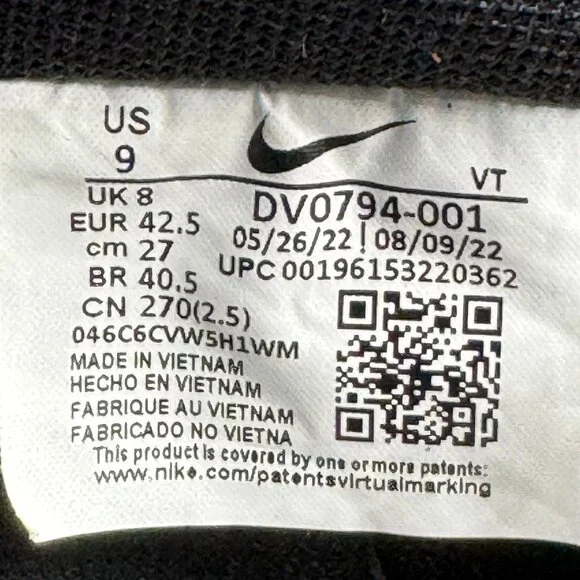 US
9
VT
UK 8
EUR 42.5
cm 27
BR 40.5
CN 270(2.5)
DV0794-001
05/26/22 | 08/09/22
UPC 00196153220362
046C6CVW5H1WM
MADE IN VIETNAM
HECHO EN VIETNAM
FABRIQUE AU VIETNAM
FABRICADO NO VIETNA
This product is covered by one or more patents:
www.nike.com/patentsvirtualmarking